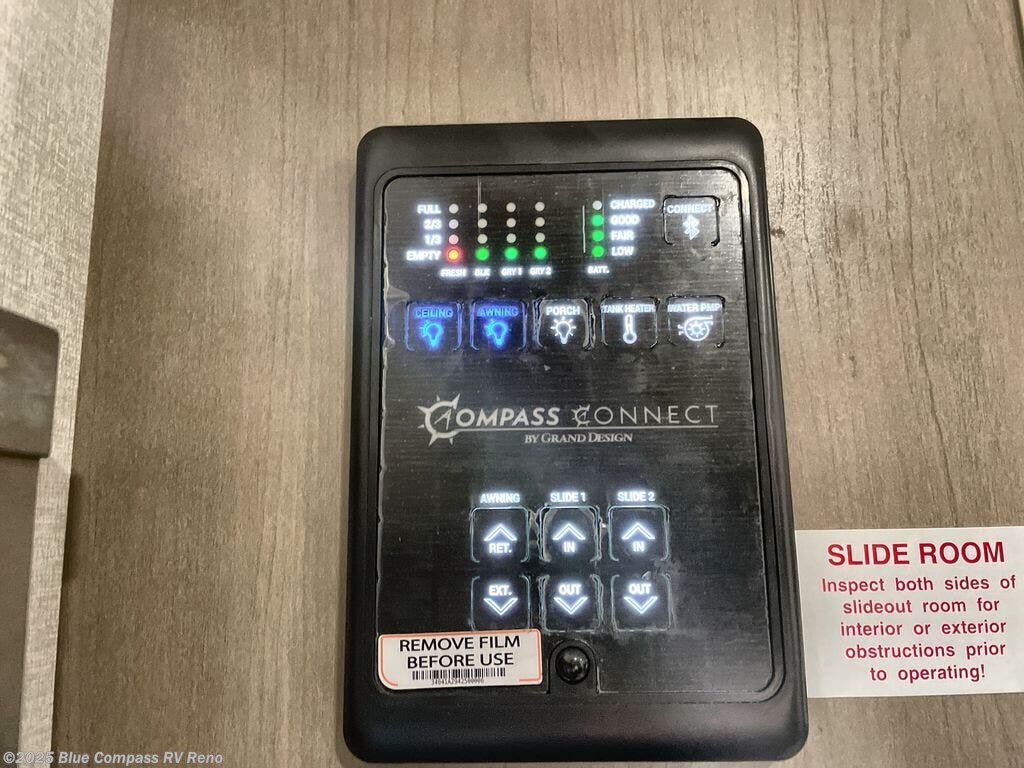 FULL
2/3
1/3
EMPTY
FRESH BLK GRY 1 GRY 2
CHARGED
GOOD
FAIR
LOW
BATT.
CONNECT
CEILING AWNING PORCH TANK HEATER WATER PMP
COMPASS CONNECT
BY GRAND DESIGN
AWNING SLIDE 1 SLIDE 2
RET. IN IN
EXT. OUT OUT
REMOVE FILM
BEFORE USE
SLIDE ROOM
Inspect both sides of
slideout room for
interior or exterior
obstructions prior
to operating!
©2025 Blue Compass RV Reno